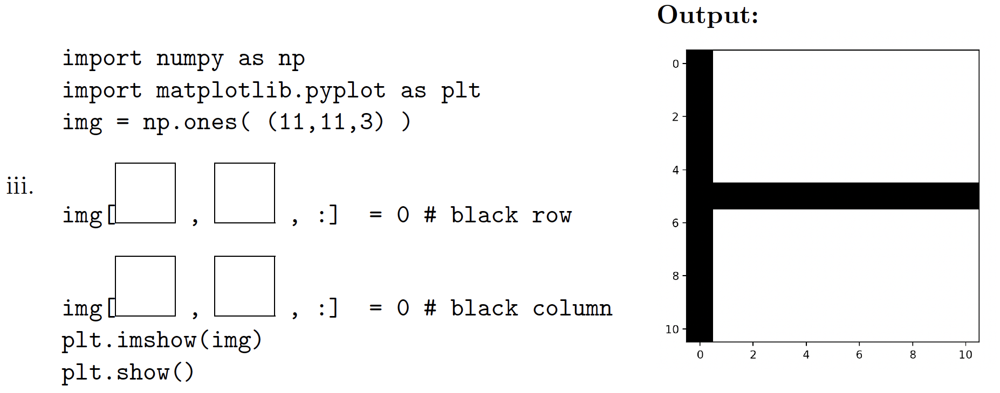 Output:
import numpy as np
import matplotlib.pyplot as plt
img = np.ones( (11,11,3) )
iii.
img[ , , :] = 0 # black row
img[ , , :] = 0 # black column
plt.imshow(img)
plt.show()
0
2
4
6
8
10
0 2 4 6 8 10